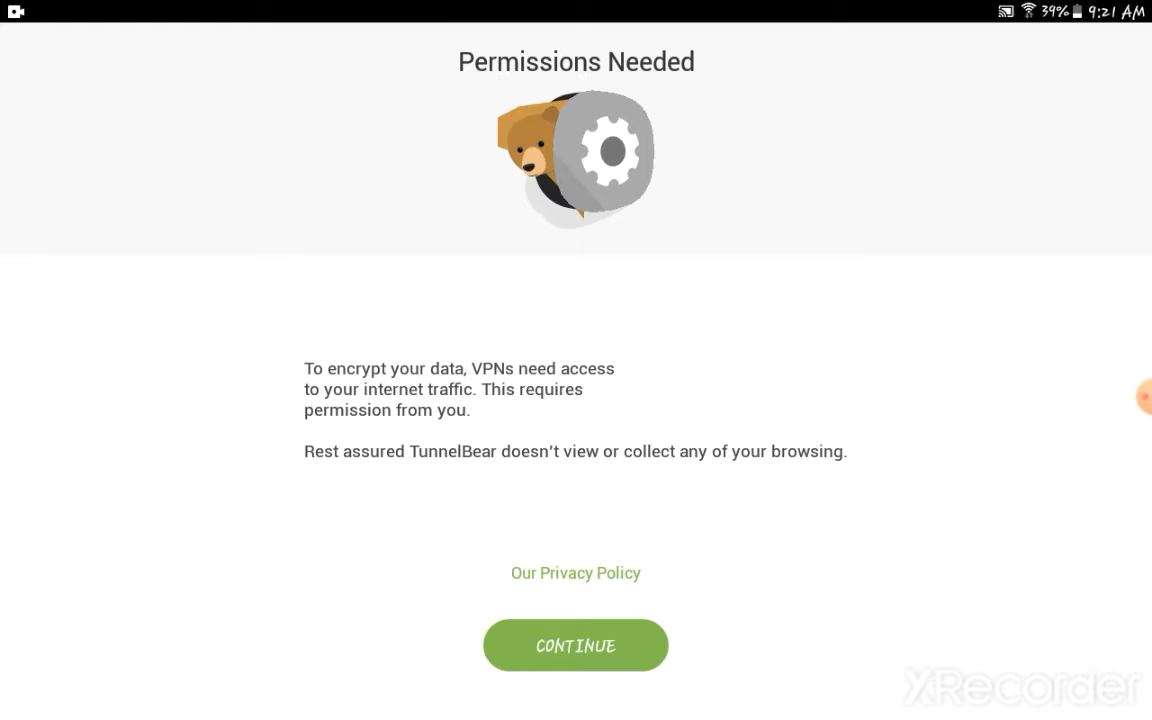 39% 9:21 AM
Permissions Needed
To encrypt your data, VPNs need access
to your internet traffic. This requires
permission from you.
Rest assured TunnelBear doesn't view or collect any of your browsing.
Our Privacy Policy
CONTINUE
XRecorder